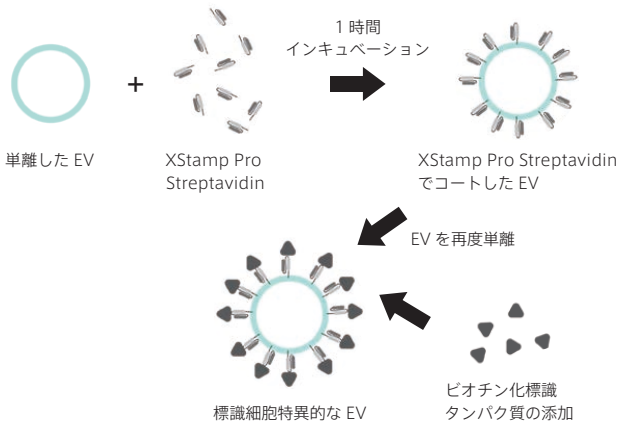 1 時間
インキュベーション
+
単離した EV
XStamp Pro
Streptavidin
XStamp Pro Streptavidin
でコートした EV
EV を再度単離
標識細胞特異的な EV
ビオチン化標識
タンパク質の添加